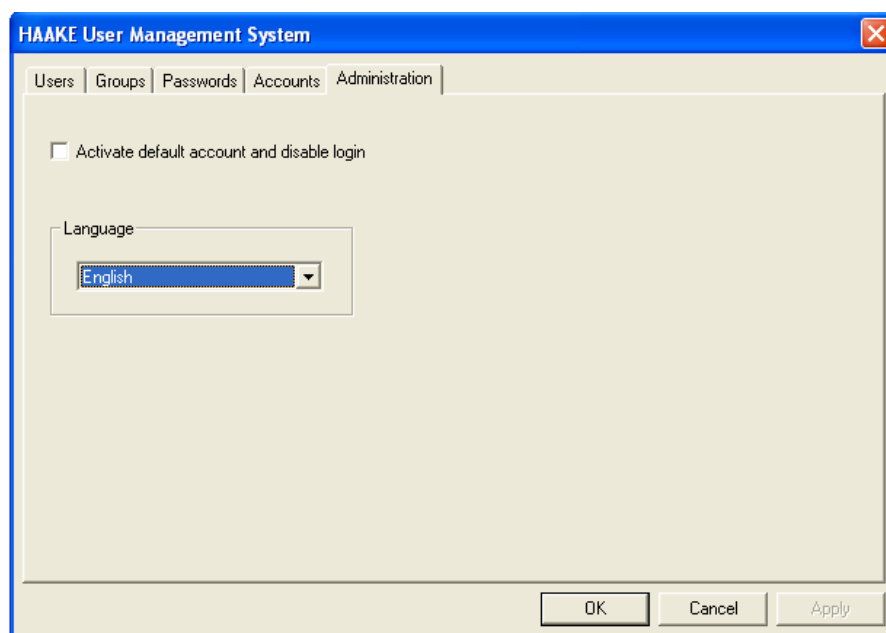 HAAKE User Management System
Users Groups Passwords Accounts Administration
Activate default account and disable login
Language
English
OK Cancel Apply